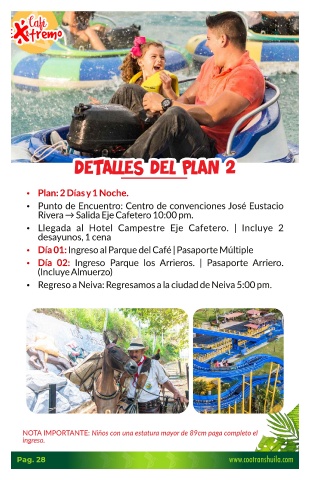 Café
Xtremo
DETALLES DEL PLAN 2
• Plan: 2 Días y 1 Noche.
• Punto de Encuentro: Centro de convenciones José Eustacio
Rivera → Salida Eje Cafetero 10:00 pm.
• Llegada al Hotel Campestre Eje Cafetero. | Incluye 2
desayunos, 1 cena
• Día 01: Ingreso al Parque del Café | Pasaporte Múltiple
• Día 02: Ingreso Parque los Arrieros. | Pasaporte Arriero.
(Incluye Almuerzo)
• Regreso a Neiva: Regresamos a la ciudad de Neiva 5:00 pm.
NOTA IMPORTANTE: Niños con una estatura mayor de 89cm paga completo el
ingreso.
Pag. 28
www.cootranshuila.com